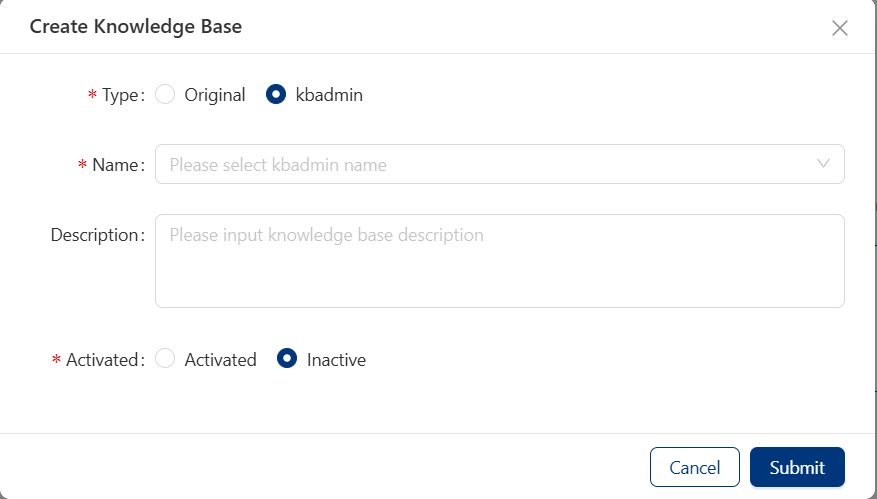 Create Knowledge Base
* Type: Original kbadmin
* Name: Please select kbadmin name
Description: Please input knowledge base description
* Activated: Activated Inactive
Cancel Submit